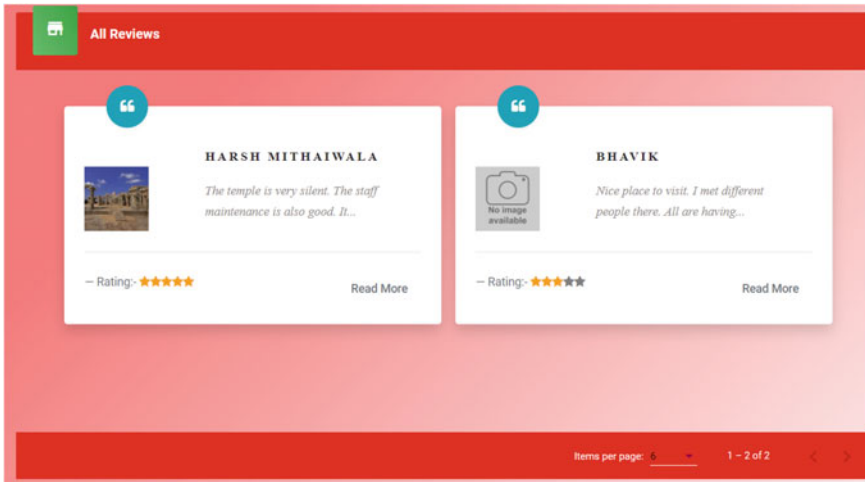 All Reviews
HARSH MITHAIWALA
The temple is very silent. The staff
maintenance is also good. It...
— Rating:-
Read More
BHAVIK
No image
available
Nice place to visit. I met different
people there. All are having...
— Rating:-
Read More
Items per page: 6
1 – 2 of 2